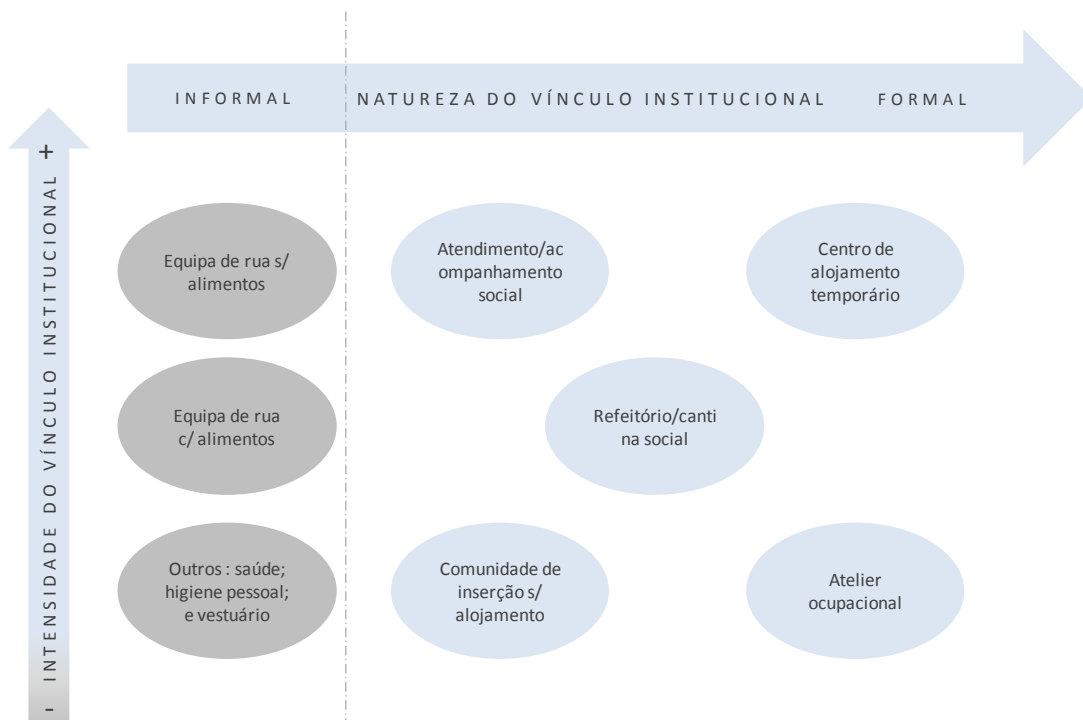 INFORMAL NATUREZA DO VÍNCULO INSTITUCIONAL FORMAL
- INTENSIDADE DO VÍNCULO INSTITUCIONAL +
Equipa de rua s/
alimentos
Atendimento/ac
ompanhamento
social
Centro de
alojamento
temporário
Equipa de rua
c/ alimentos
Refeitório/canti
na social
Outros : saúde;
higiene pessoal;
e vestuário
Comunidade de
inserção s/
alojamento
Atelier
ocupacional